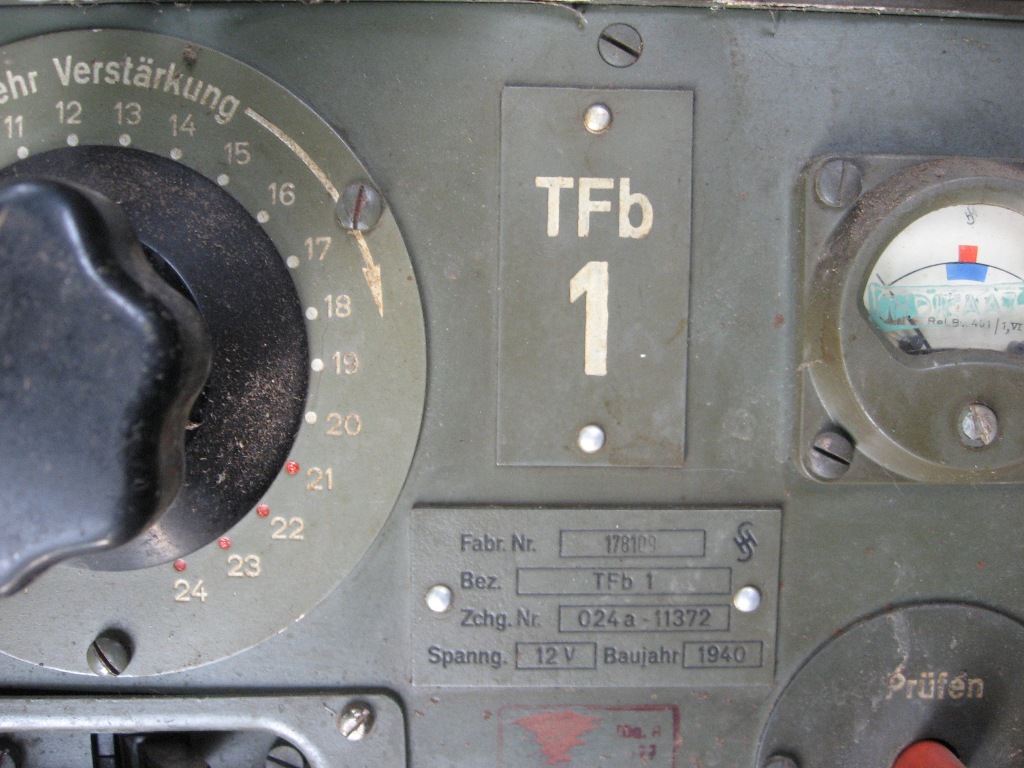 Verstärkung
11
12
13
14
15
16
17
18
19
20
21
22
23
24
TFb
1
Fabr. Nr. 178109
Bez. TFb 1
Zchg. Nr. 024a-11372
Spanng. 12 V Baujahr 1940
Prüfen